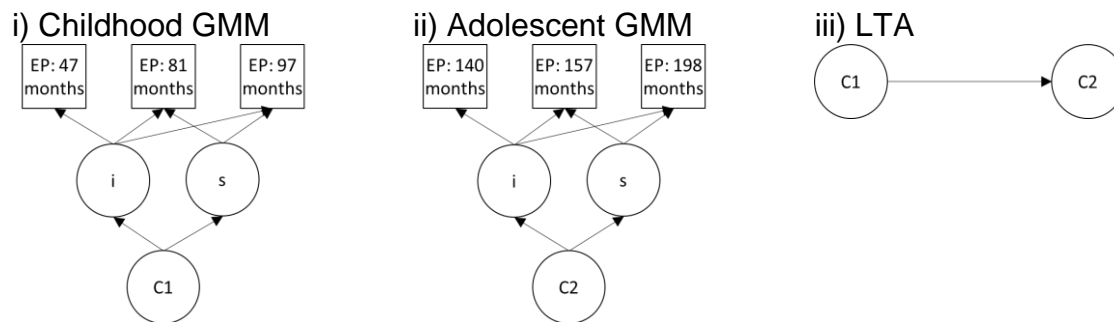 i) Childhood GMM
EP: 47
months
EP: 81
months
EP: 97
months
i
s
C1
ii) Adolescent GMM
EP: 140
months
EP: 157
months
EP: 198
months
i
s
C2
iii) LTA
C1
C2